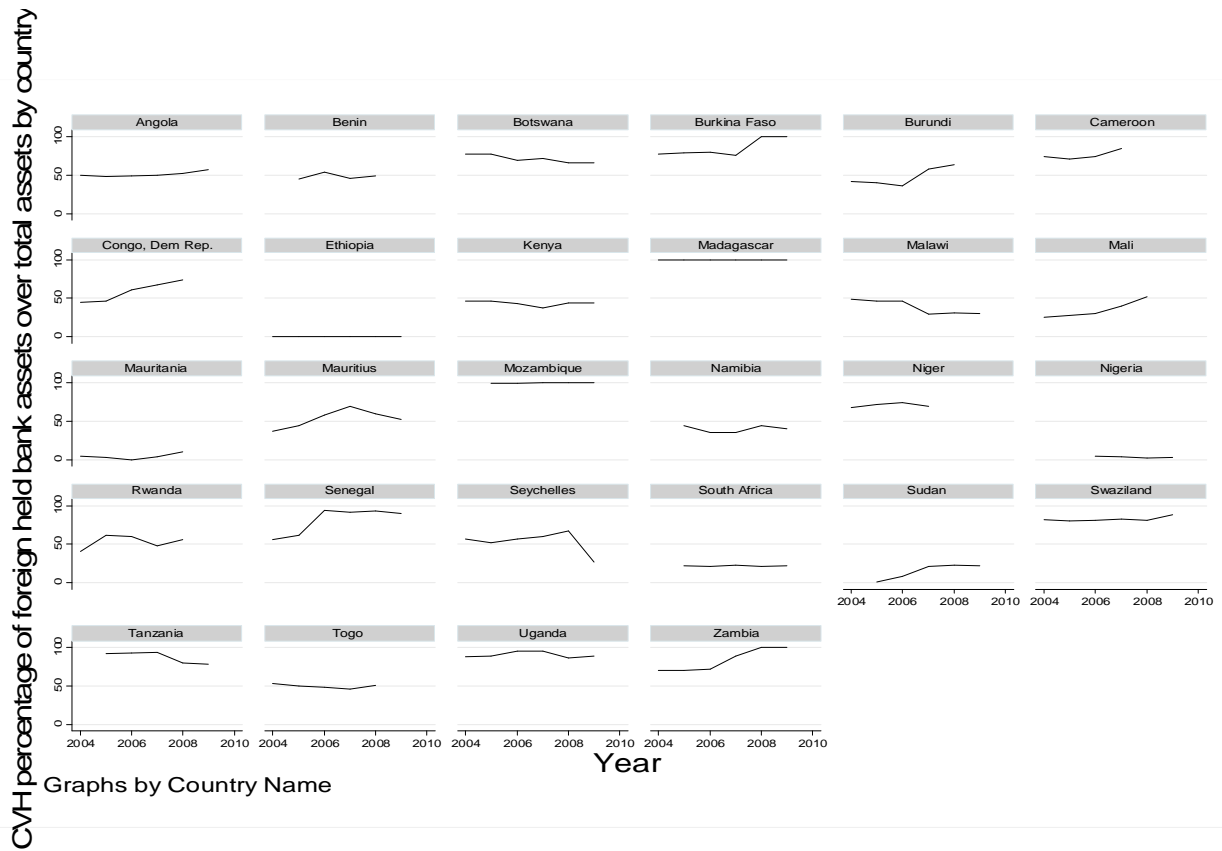 CVH percentage of foreign held bank assets over total assets by country
Angola Benin Botswana Burkina Faso Burundi Cameroon
100
50
0
Congo, Dem Rep. Ethiopia Kenya Madagascar Malawi Mali
100
50
0
Mauritania Mauritius Mozambique Namibia Niger Nigeria
100
50
0
Rwanda Senegal Seychelles South Africa Sudan Swaziland
100
50
0
2004 2006 2008 2010 2004 2006 2008 2010
Tanzania Togo Uganda Zambia
100
50
0
2004 2006 2008 2010 2004 2006 2008 2010 2004 2006 2008 2010 2004 2006 2008 2010
Year
Graphs by Country Name